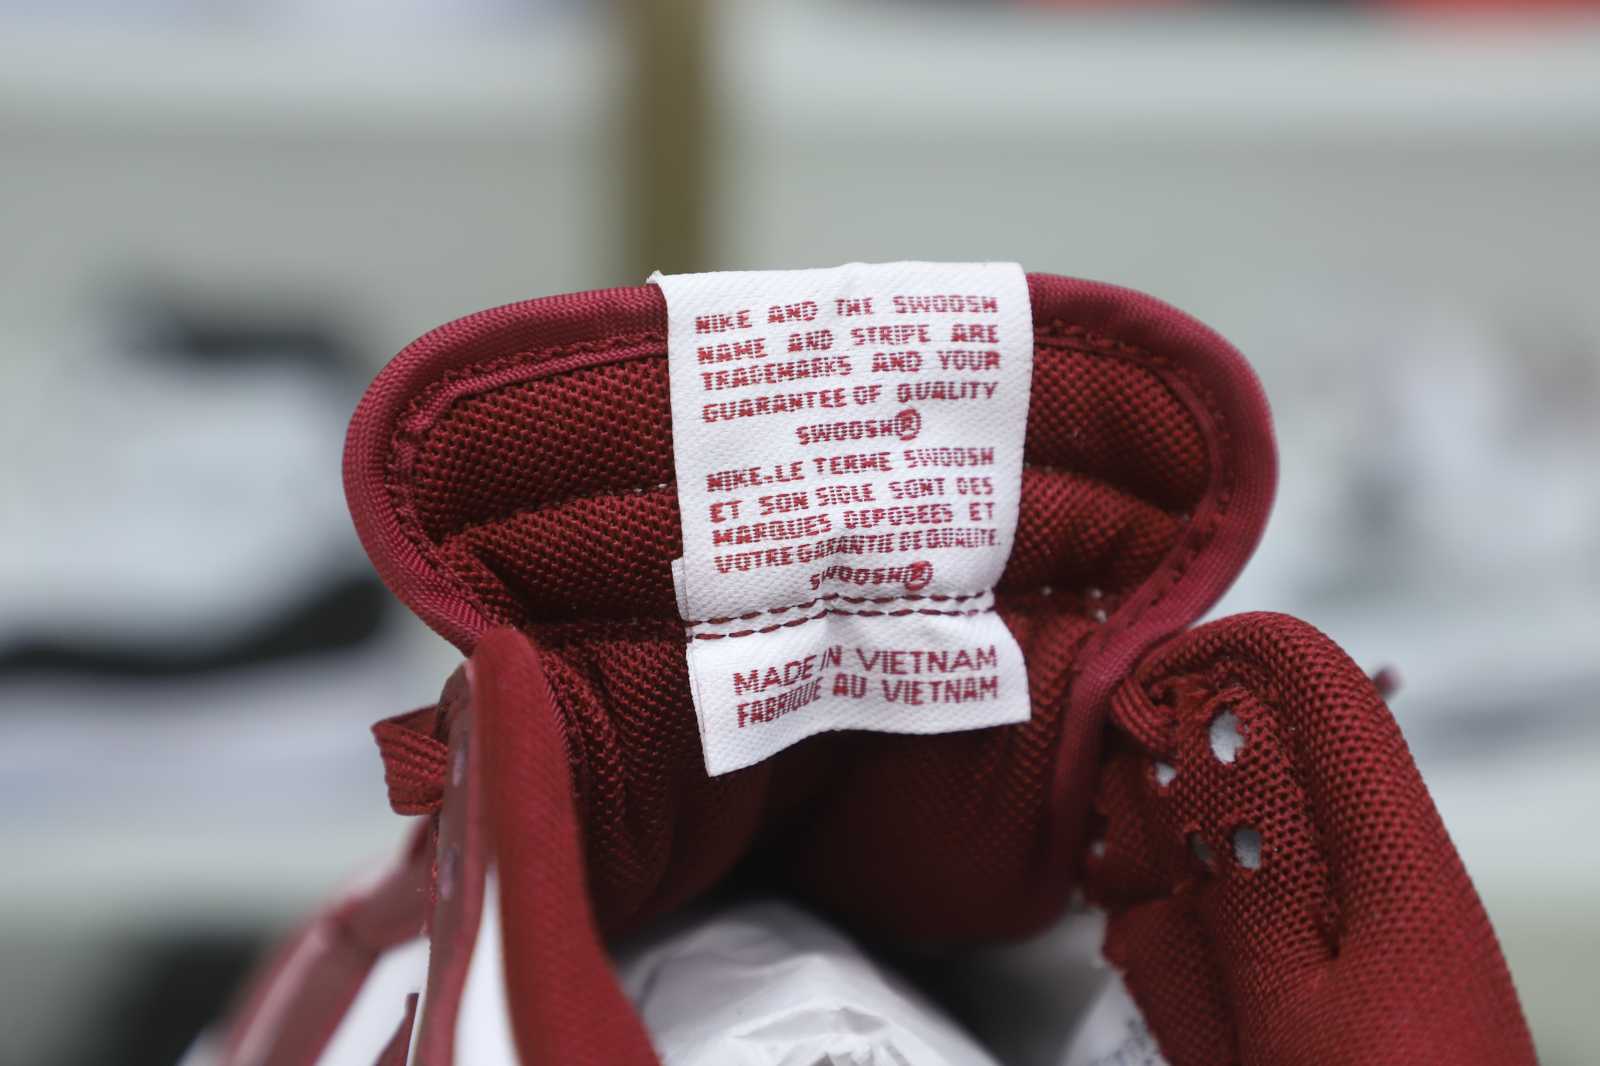 NIKE AND THE SWOOSH
NAME AND STRIPE ARE
TRADEMARKS AND YOUR
GUARANTEE OF QUALITY
SWOOSH®
NIKE.LE TERME SWOOSH
ET SON SIGLE SONT DES
MARQUES DEPOSEES ET
VOTRE GARANTIE DE QUALITE.
SWOOSH®
MADE IN VIETNAM
FABRIQUE AU VIETNAM